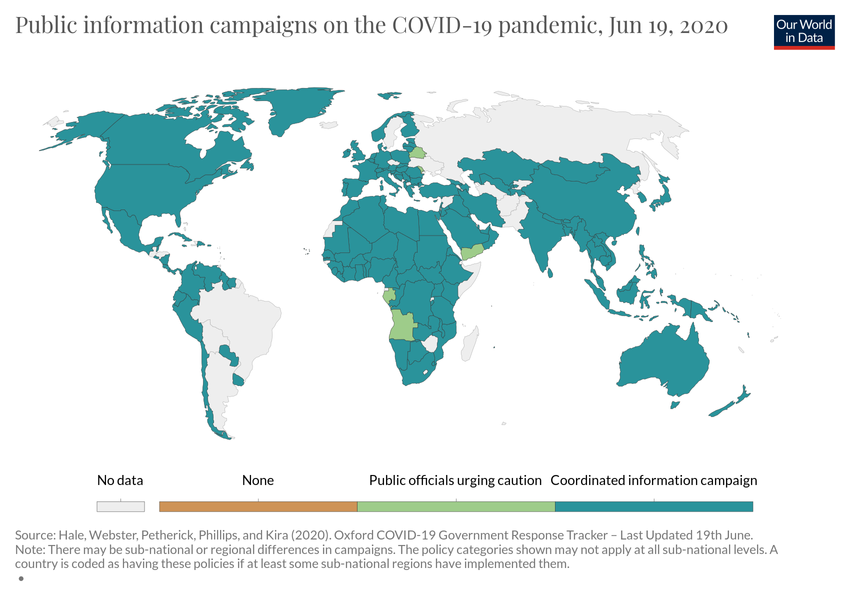 Public information campaigns on the COVID-19 pandemic, Jun 19, 2020
Our World
in Data
No data
None
Public officials urging caution
Coordinated information campaign
Source: Hale, Webster, Petherick, Phillips, and Kira (2020). Oxford COVID-19 Government Response Tracker – Last Updated 19th June.
Note: There may be sub-national or regional differences in campaigns. The policy categories shown may not apply at all sub-national levels. A
country is coded as having these policies if at least some sub-national regions have implemented them.